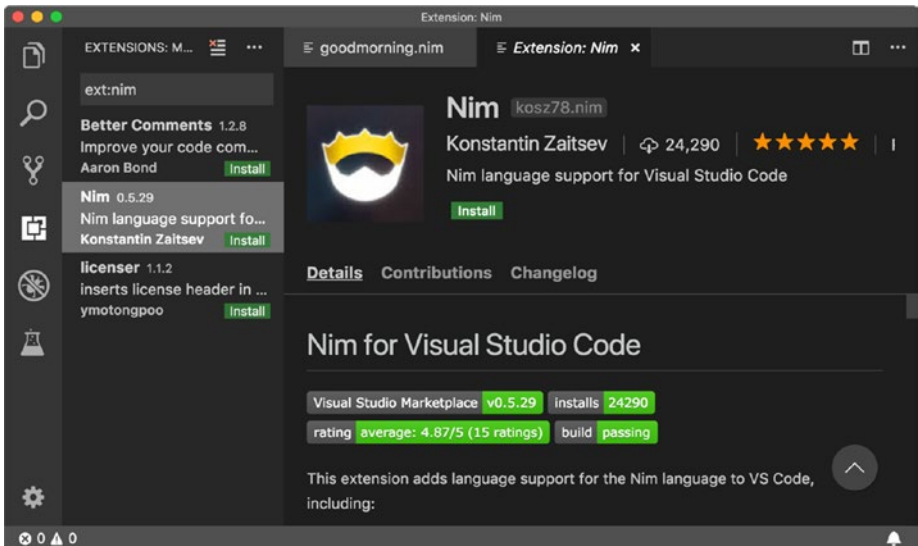 Extension: Nim
EXTENSIONS: M...
ext:nim
Better Comments 1.2.8
Improve your code com...
Aaron Bond Install
Nim 0.5.29
Nim language support fo...
Konstantin Zaitsev Install
licenser 1.1.2
inserts license header in ...
ymotongpoo Install
goodmorning.nim Extension: Nim
Nim kosz78.nim
Konstantin Zaitsev 24,290
Nim language support for Visual Studio Code
Install
Details Contributions Changelog
Nim for Visual Studio Code
Visual Studio Marketplace v0.5.29 installs 24290
rating average: 4.87/5 (15 ratings) build passing
This extension adds language support for the Nim language to VS Code,
including:
0 0